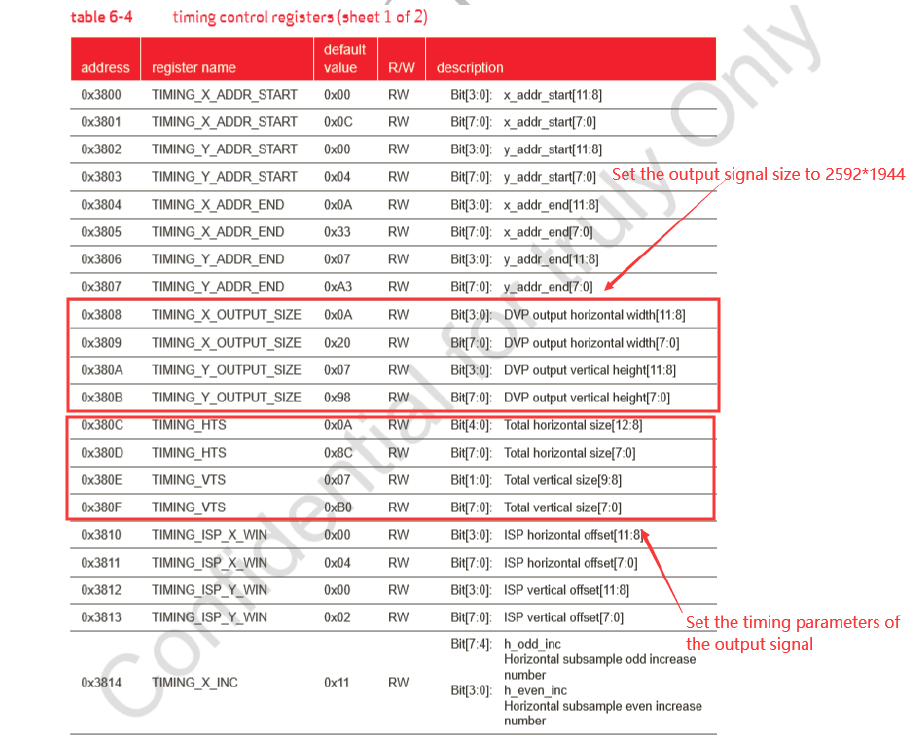 table 6-4 timing control registers (sheet 1 of 2)
address register name default value R/W description
0x3800 TIMING_X_ADDR_START 0x00 RW Bit[3:0]: x_addr_start[11:8]
0x3801 TIMING_X_ADDR_START 0x0C RW Bit[7:0]: x_addr_start[7:0]
0x3802 TIMING_Y_ADDR_START 0x00 RW Bit[3:0]: y_addr_start[11:8]
0x3803 TIMING_Y_ADDR_START 0x04 RW Bit[7:0]: y_addr_start[7:0]
Set the output signal size to 2592*1944
0x3804 TIMING_X_ADDR_END 0x0A RW Bit[3:0]: x_addr_end[11:8]
0x3805 TIMING_X_ADDR_END 0x33 RW Bit[7:0]: x_addr_end[7:0]
0x3806 TIMING_Y_ADDR_END 0x07 RW Bit[3:0]: y_addr_end[11:8]
0x3807 TIMING_Y_ADDR_END 0xA3 RW Bit[7:0]: y_addr_end[7:0]
0x3808 TIMING_X_OUTPUT_SIZE 0x0A RW Bit[3:0]: DVP output horizontal width[11:8]
0x3809 TIMING_X_OUTPUT_SIZE 0x20 RW Bit[7:0]: DVP output horizontal width[7:0]
0x380A TIMING_Y_OUTPUT_SIZE 0x07 RW Bit[3:0]: DVP output vertical height[11:8]
0x380B TIMING_Y_OUTPUT_SIZE 0x98 RW Bit[7:0]: DVP output vertical height[7:0]
0x380C TIMING_HTS 0x0A RW Bit[4:0]: Total horizontal size[12:8]
0x380D TIMING_HTS 0x8C RW Bit[7:0]: Total horizontal size[7:0]
0x380E TIMING_VTS 0x07 RW Bit[1:0]: Total vertical size[9:8]
0x380F TIMING_VTS 0xB0 RW Bit[7:0]: Total vertical size[7:0]
0x3810 TIMING_ISP_X_WIN 0x00 RW Bit[3:0]: ISP horizontal offset[11:8]
0x3811 TIMING_ISP_X_WIN 0x04 RW Bit[7:0]: ISP horizontal offset[7:0]
0x3812 TIMING_ISP_Y_WIN 0x00 RW Bit[3:0]: ISP vertical offset[11:8]
0x3813 TIMING_ISP_Y_WIN 0x02 RW Bit[7:0]: ISP vertical offset[7:0]
Set the timing parameters of
the output signal
0x3814 TIMING_X_INC 0x11 RW Bit[7:4]: h_odd_inc
Horizontal subsample odd increase
number
Bit[3:0]: h_even_inc
Horizontal subsample even increase
number
Confidential for truly Only